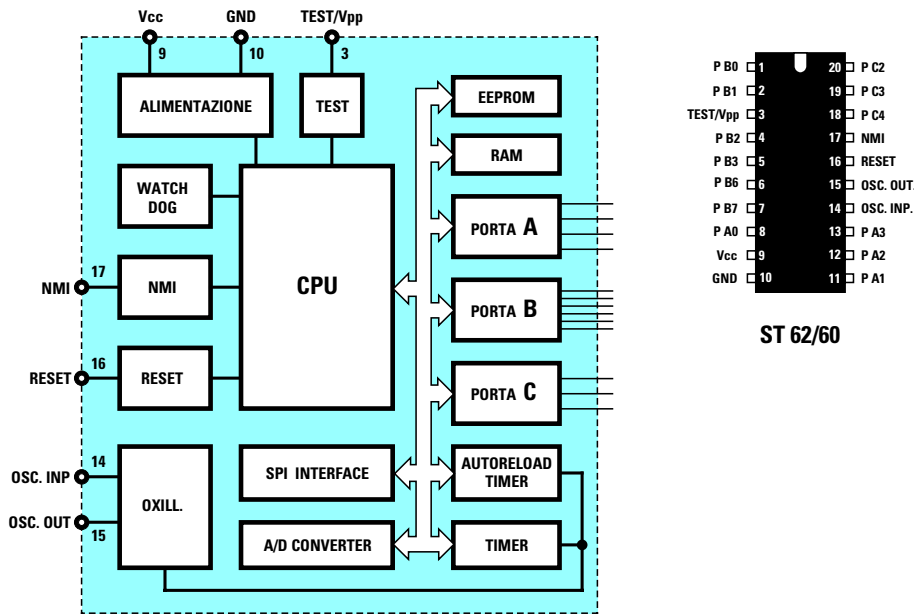 Vcc
GND
TEST/Vpp
9
10
3
ALIMENTAZIONE
TEST
EEPROM
RAM
WATCH
DOG
PORTA A
17
NMI
NMI
CPU
PORTA B
16
RESET
RESET
PORTA C
14
OSC. INP
OXILL.
OSC. OUT
15
SPI INTERFACE
AUTORELOAD
TIMER
A/D CONVERTER
TIMER
P B0 1 20 P C2
P B1 2 19 P C3
TEST/Vpp 3 18 P C4
P B2 4 17 NMI
P B3 5 16 RESET
P B6 6 15 OSC. OUT.
P B7 7 14 OSC. INP.
P A0 8 13 P A3
Vcc 9 12 P A2
GND 10 11 P A1
ST 62/60